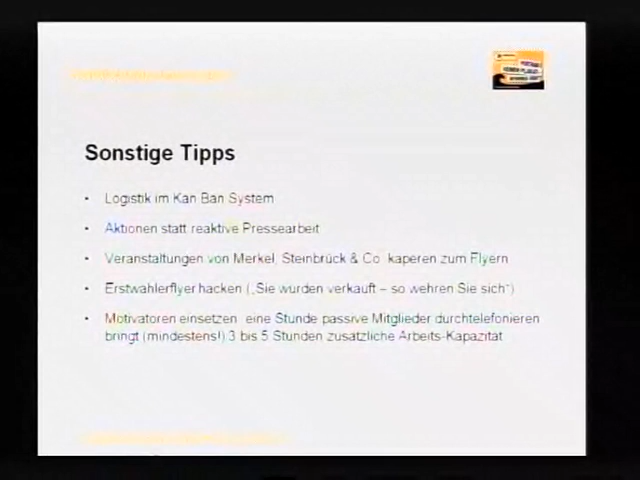 Sonstige Tipps
• Logistik im Kan Ban System
• Aktionen statt reaktive Pressearbeit
• Veranstaltungen von Merkel, Steinbrück & Co. kaperen zum Flyern
• Erstwählerflyer hacken („Sie wurden verkauft – so wehren Sie sich“)
• Motivatoren einsetzen: eine Stunde passive Mitglieder durchtelefonieren
bringt (mindestens!) 3 bis 5 Stunden zusätzliche Arbeits-Kapazität